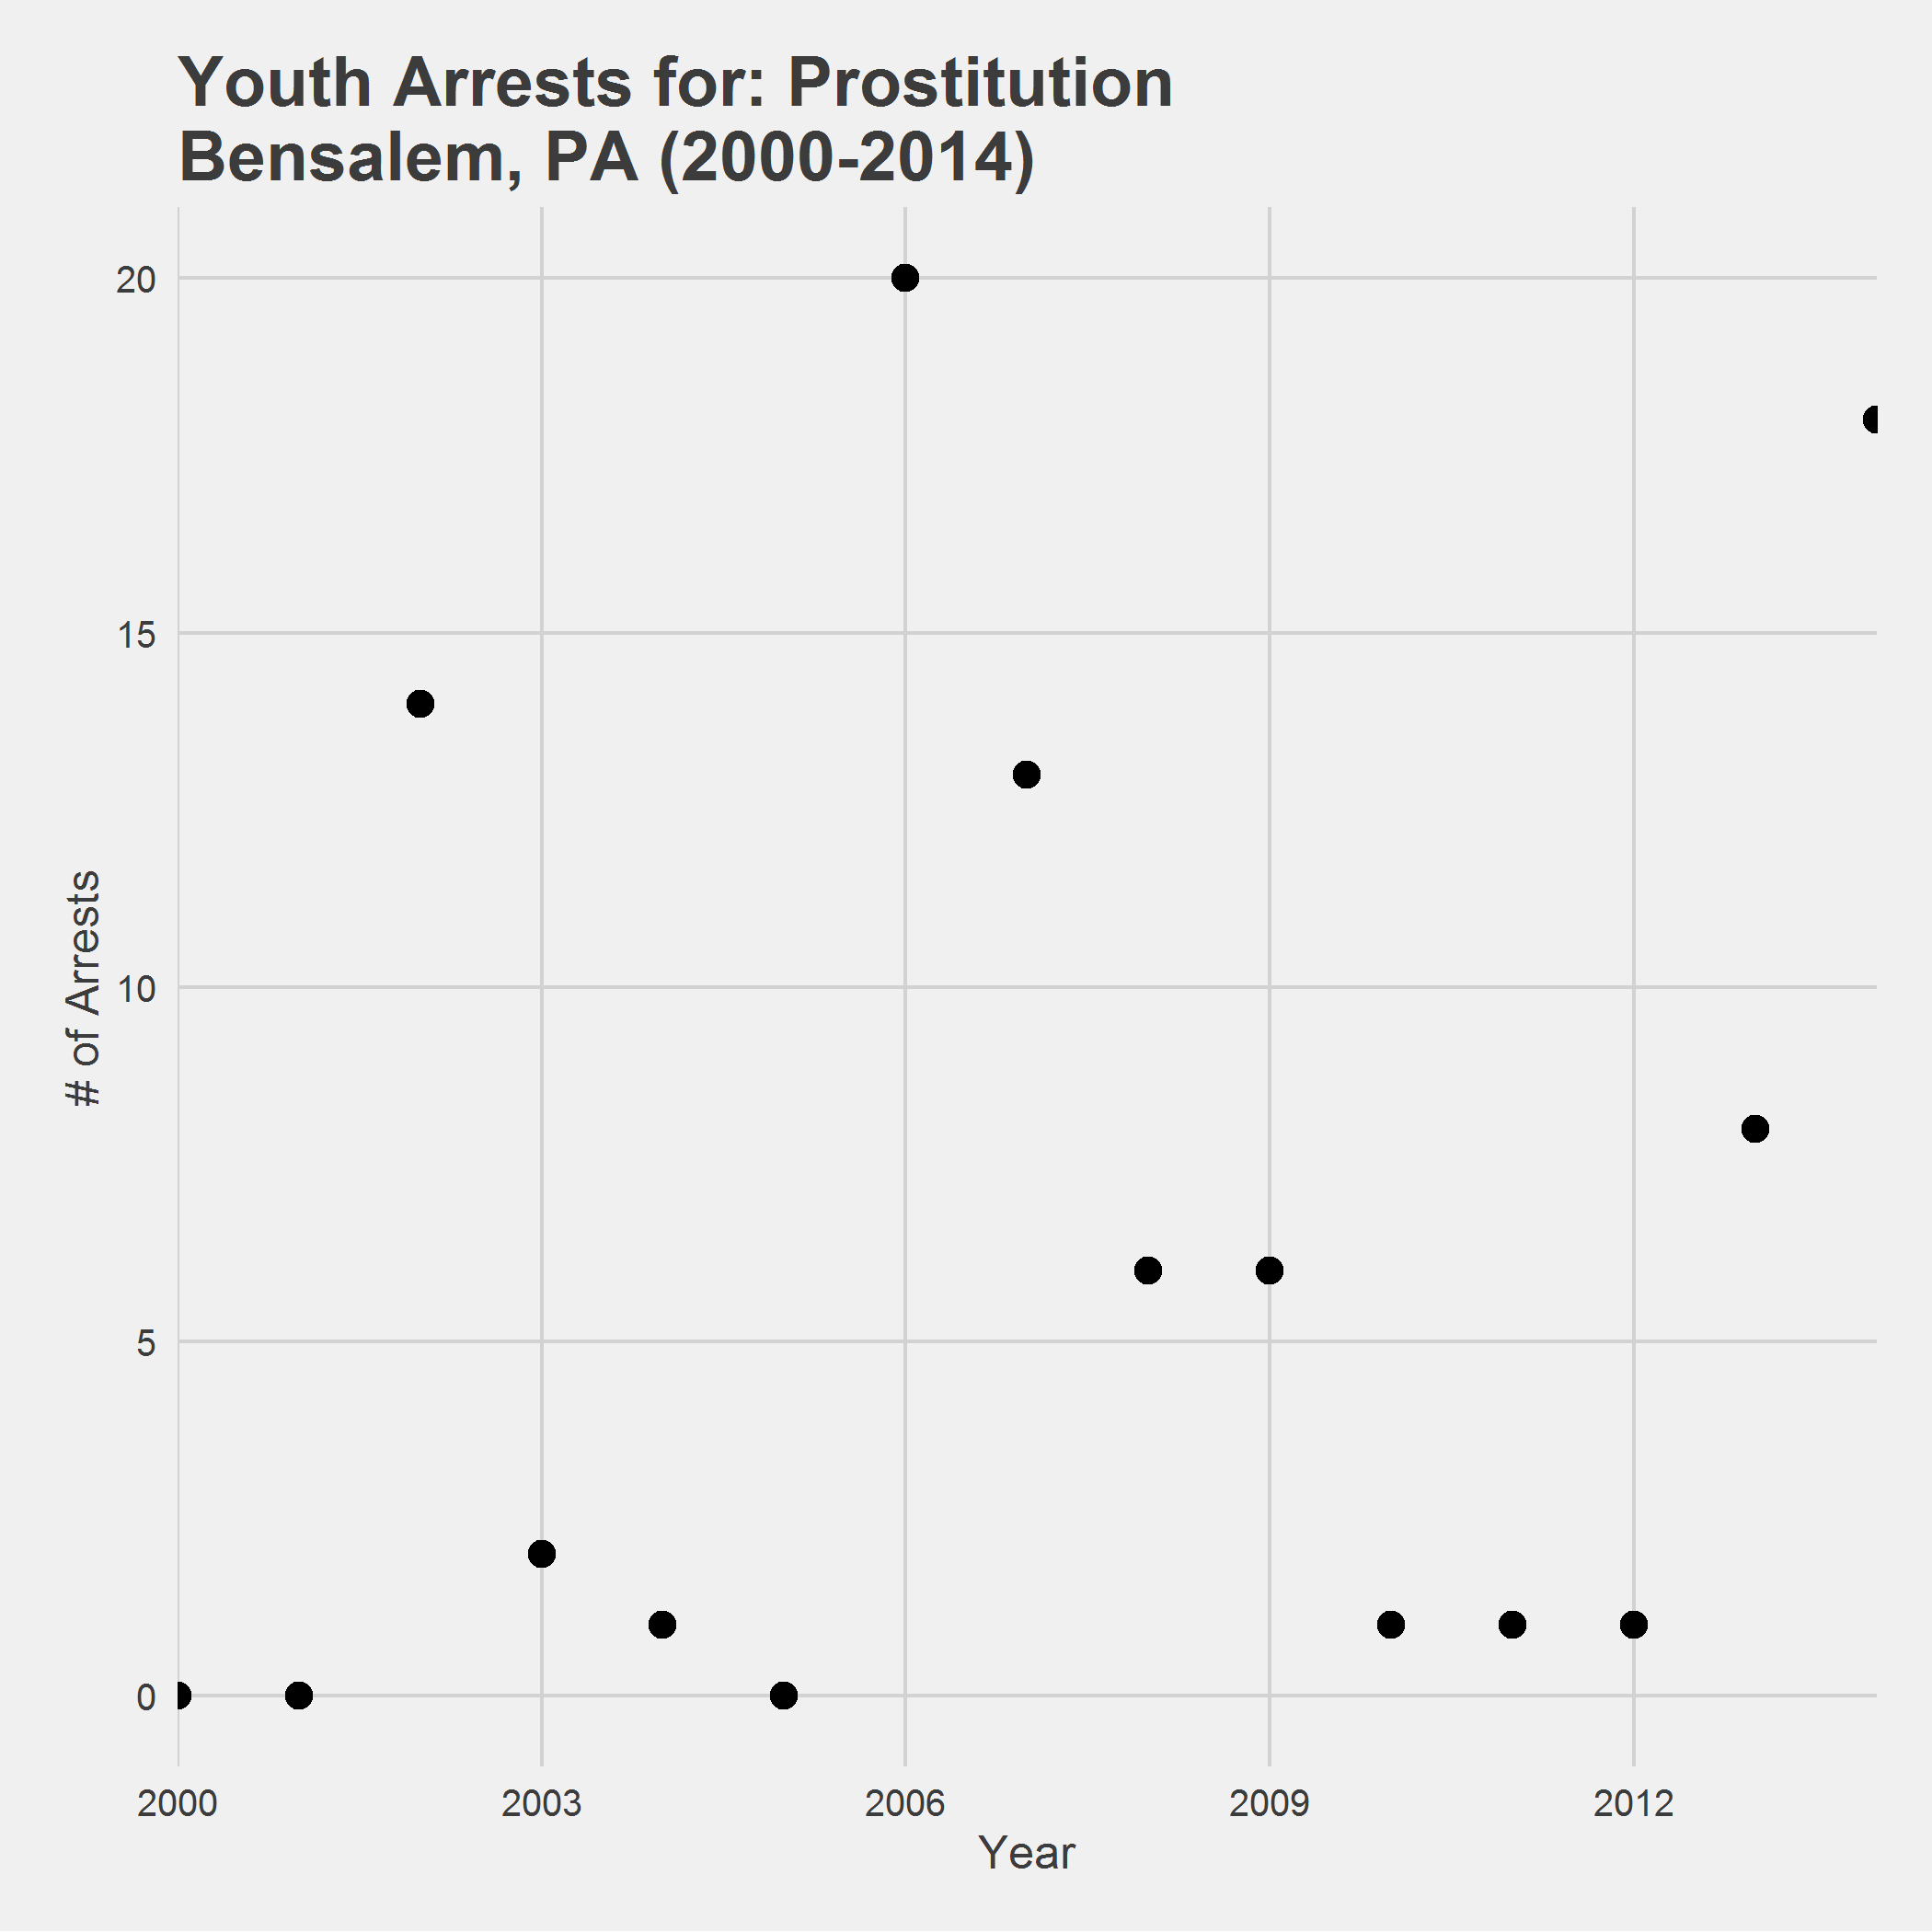 Youth Arrests for: Prostitution
Bensalem, PA (2000-2014)
20
15
10
5
0
# of Arrests
2000 2003 2006 2009 2012
Year